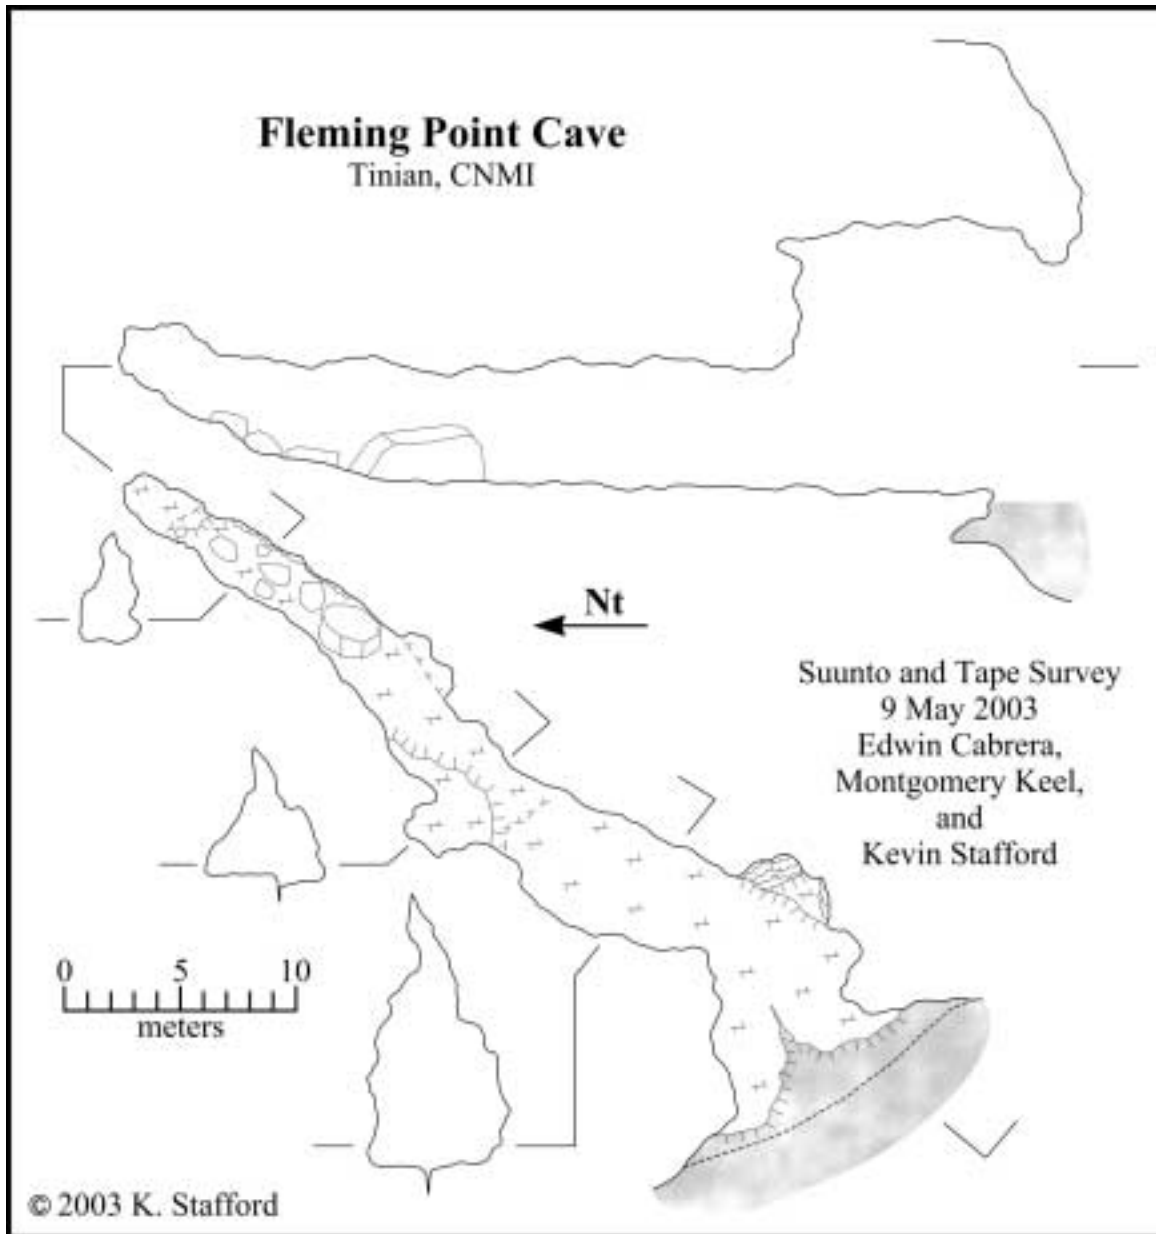 Fleming Point Cave
Tinian, CNMI
Nt
Suunto and Tape Survey
9 May 2003
Edwin Cabrera,
Montgomery Keel,
and
Kevin Stafford
0 5 10
meters
© 2003 K. Stafford